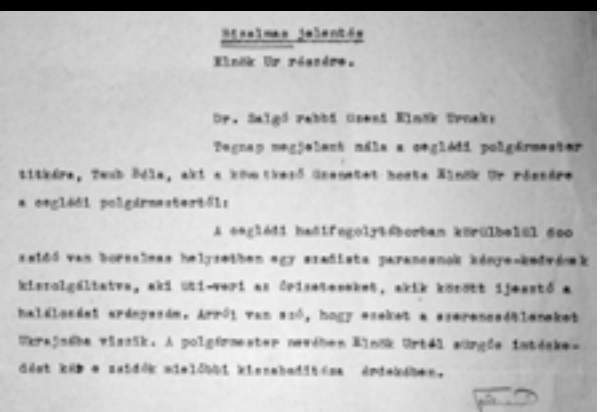 Bizalmas jelentés
Elnök Ur részére.
Dr. Salgó rabbi üzeni Elnök Urnak:
Tegnap megjelent nála a ceglédi polgármester
titkára, Taub Béla, aki a következő üzenetet hozta Elnök Ur részére
a ceglédi polgármestertől:
A ceglédi hadifogolytáborban körülbelül 600
zsidó van borzalmas helyzetben egy szadista parancsnok kénye-kedvének
kiszolgáltatva, aki üti-veri az őrizeteseket, akik között ijesztő a
halálozási arányszám. Arról van szó, hogy ezeket a szerencsétleneket
Ukrajnába viszik. A polgármester nevében Elnök Urtól sürgős intézke-
dést kér e zsidók mielőbbi kiszabadítása érdekében.